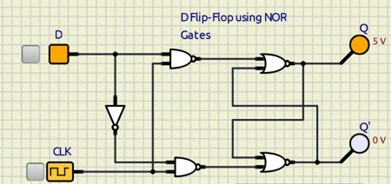 D Flip-Flop using NOR
Gates
D
Q
5 V
CLK
Q'
0 V